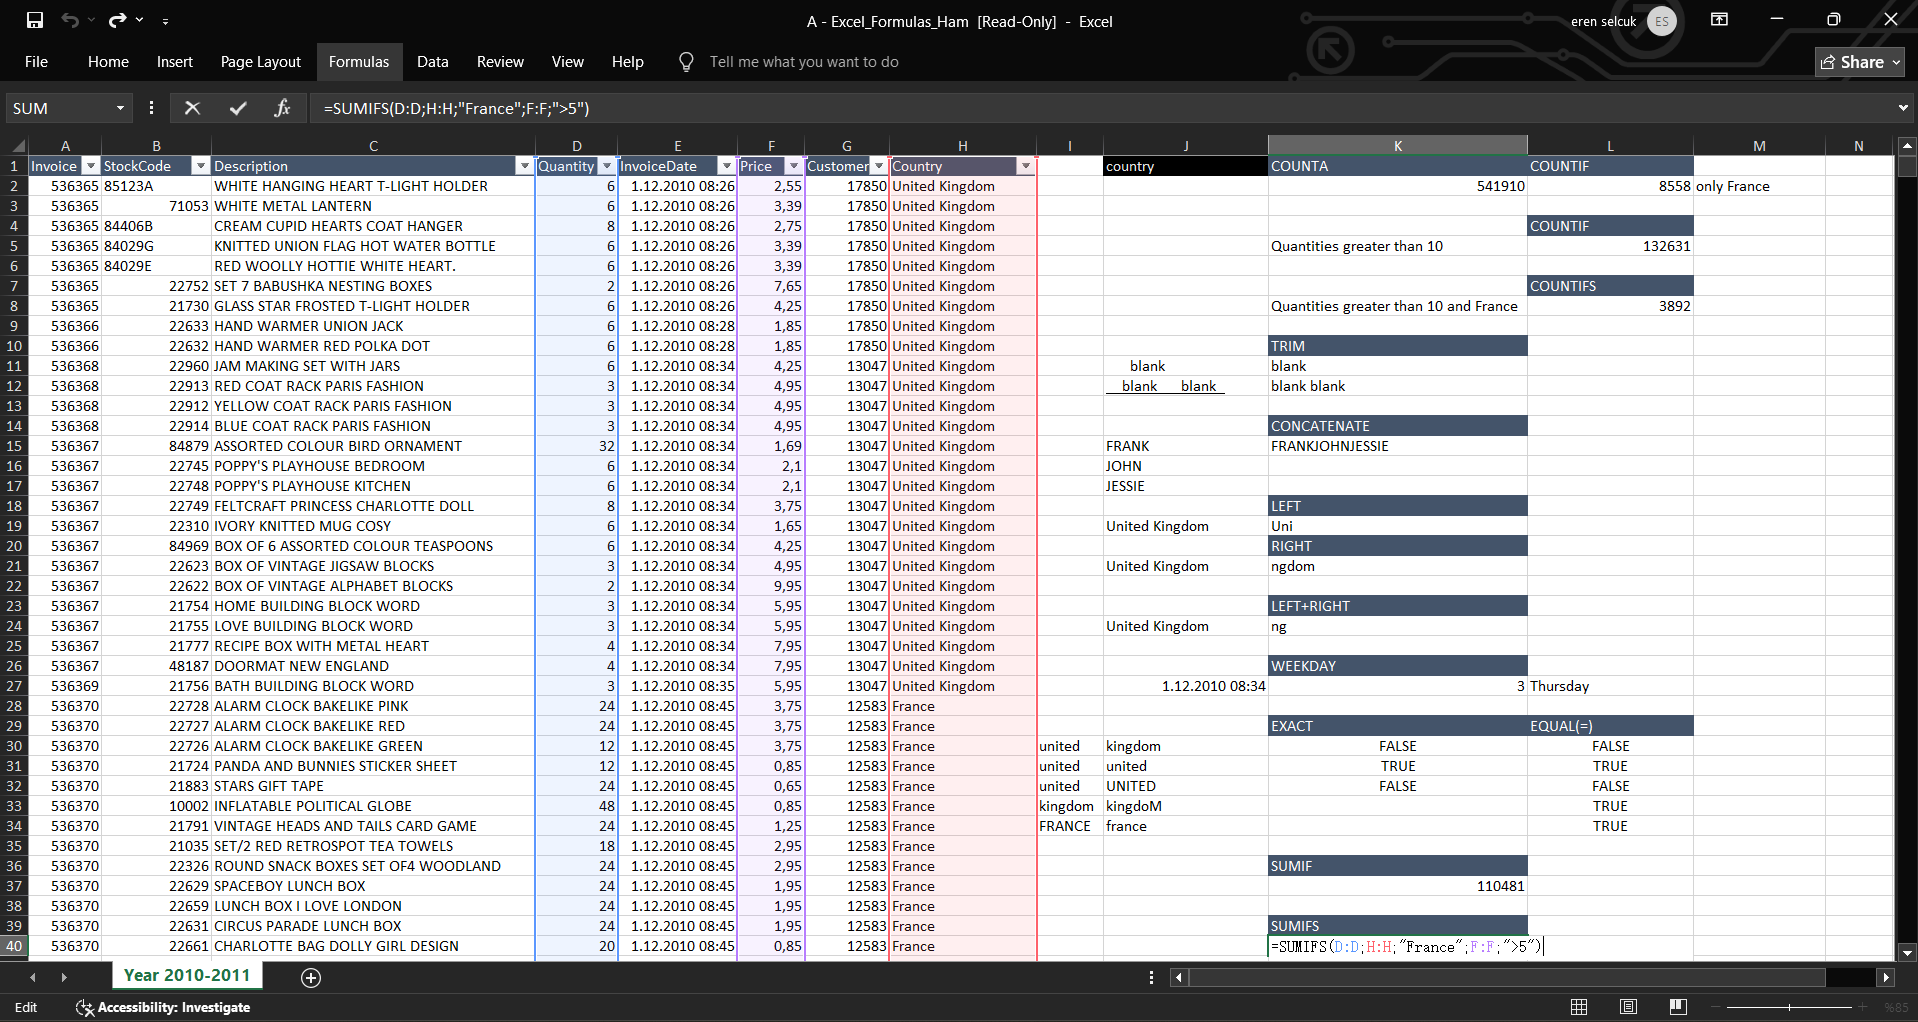 A - Excel_Formulas_Ham [Read-Only] - Excel
eren selcuk ES
File Home Insert Page Layout Formulas Data Review View Help Tell me what you want to do Share
SUM =SUMIFS(D:D;H:H;"France";F:F;">5")
A B C D E F G H I J K L M N
1 Invoice StockCode Description Quantity InvoiceDate Price Customer Country country COUNTA COUNTIF
2 536365 85123A WHITE HANGING HEART T-LIGHT HOLDER 6 1.12.2010 08:26 2,55 17850 United Kingdom 541910 8558 only France
3 536365 71053 WHITE METAL LANTERN 6 1.12.2010 08:26 3,39 17850 United Kingdom
4 536365 84406B CREAM CUPID HEARTS COAT HANGER 8 1.12.2010 08:26 2,75 17850 United Kingdom COUNTIF
5 536365 84029G KNITTED UNION FLAG HOT WATER BOTTLE 6 1.12.2010 08:26 3,39 17850 United Kingdom Quantities greater than 10 132631
6 536365 84029E RED WOOLLY HOTTIE WHITE HEART. 6 1.12.2010 08:26 3,39 17850 United Kingdom
7 536365 22752 SET 7 BABUSHKA NESTING BOXES 2 1.12.2010 08:26 7,65 17850 United Kingdom COUNTIFS
8 536365 21730 GLASS STAR FROSTED T-LIGHT HOLDER 6 1.12.2010 08:26 4,25 17850 United Kingdom Quantities greater than 10 and France 3892
9 536366 22633 HAND WARMER UNION JACK 6 1.12.2010 08:28 1,85 17850 United Kingdom
10 536366 22632 HAND WARMER RED POLKA DOT 6 1.12.2010 08:28 1,85 17850 United Kingdom TRIM
11 536368 22960 JAM MAKING SET WITH JARS 6 1.12.2010 08:34 4,25 13047 United Kingdom blank blank
12 536368 22913 RED COAT RACK PARIS FASHION 3 1.12.2010 08:34 4,95 13047 United Kingdom blank blank blank blank
13 536368 22912 YELLOW COAT RACK PARIS FASHION 3 1.12.2010 08:34 4,95 13047 United Kingdom
14 536368 22914 BLUE COAT RACK PARIS FASHION 3 1.12.2010 08:34 4,95 13047 United Kingdom CONCATENATE
15 536367 84879 ASSORTED COLOUR BIRD ORNAMENT 32 1.12.2010 08:34 1,69 13047 United Kingdom FRANK FRANKJOHNJESSIE
16 536367 22745 POPPY'S PLAYHOUSE BEDROOM 6 1.12.2010 08:34 2,1 13047 United Kingdom JOHN
17 536367 22748 POPPY'S PLAYHOUSE KITCHEN 6 1.12.2010 08:34 2,1 13047 United Kingdom JESSIE
18 536367 22749 FELTCRAFT PRINCESS CHARLOTTE DOLL 8 1.12.2010 08:34 3,75 13047 United Kingdom LEFT
19 536367 22310 IVORY KNITTED MUG COSY 6 1.12.2010 08:34 1,65 13047 United Kingdom United Kingdom Uni
20 536367 84969 BOX OF 6 ASSORTED COLOUR TEASPOONS 6 1.12.2010 08:34 4,25 13047 United Kingdom RIGHT
21 536367 22623 BOX OF VINTAGE JIGSAW BLOCKS 3 1.12.2010 08:34 4,95 13047 United Kingdom United Kingdom ngdom
22 536367 22622 BOX OF VINTAGE ALPHABET BLOCKS 2 1.12.2010 08:34 9,95 13047 United Kingdom
23 536367 21754 HOME BUILDING BLOCK WORD 3 1.12.2010 08:34 5,95 13047 United Kingdom LEFT+RIGHT
24 536367 21755 LOVE BUILDING BLOCK WORD 3 1.12.2010 08:34 5,95 13047 United Kingdom United Kingdom ng
25 536367 21777 RECIPE BOX WITH METAL HEART 4 1.12.2010 08:34 7,95 13047 United Kingdom
26 536367 48187 DOORMAT NEW ENGLAND 4 1.12.2010 08:34 7,95 13047 United Kingdom WEEKDAY
27 536369 21756 BATH BUILDING BLOCK WORD 3 1.12.2010 08:35 5,95 13047 United Kingdom 1.12.2010 08:34 3 Thursday
28 536370 22728 ALARM CLOCK BAKELIKE PINK 24 1.12.2010 08:45 3,75 12583 France
29 536370 22727 ALARM CLOCK BAKELIKE RED 24 1.12.2010 08:45 3,75 12583 France EXACT EQUAL(=)
30 536370 22726 ALARM CLOCK BAKELIKE GREEN 12 1.12.2010 08:45 3,75 12583 France united kingdom FALSE FALSE
31 536370 21724 PANDA AND BUNNIES STICKER SHEET 12 1.12.2010 08:45 0,85 12583 France united united TRUE TRUE
32 536370 21883 STARS GIFT TAPE 24 1.12.2010 08:45 0,65 12583 France united UNITED FALSE FALSE
33 536370 10002 INFLATABLE POLITICAL GLOBE 48 1.12.2010 08:45 0,85 12583 France kingdom kingdoM TRUE
34 536370 21791 VINTAGE HEADS AND TAILS CARD GAME 24 1.12.2010 08:45 1,25 12583 France FRANCE france TRUE
35 536370 21035 SET/2 RED RETROSPOT TEA TOWELS 18 1.12.2010 08:45 2,95 12583 France
36 536370 22326 ROUND SNACK BOXES SET OF4 WOODLAND 24 1.12.2010 08:45 2,95 12583 France SUMIF
37 536370 22629 SPACEBOY LUNCH BOX 24 1.12.2010 08:45 1,95 12583 France 110481
38 536370 22659 LUNCH BOX I LOVE LONDON 24 1.12.2010 08:45 1,95 12583 France
39 536370 22631 CIRCUS PARADE LUNCH BOX 24 1.12.2010 08:45 1,95 12583 France SUMIFS
40 536370 22661 CHARLOTTE BAG DOLLY GIRL DESIGN 20 1.12.2010 08:45 0,85 12583 France =SUMIFS(D:D;H:H;"France";F:F;">5")
Year 2010-2011
Edit Accessibility: Investigate %85